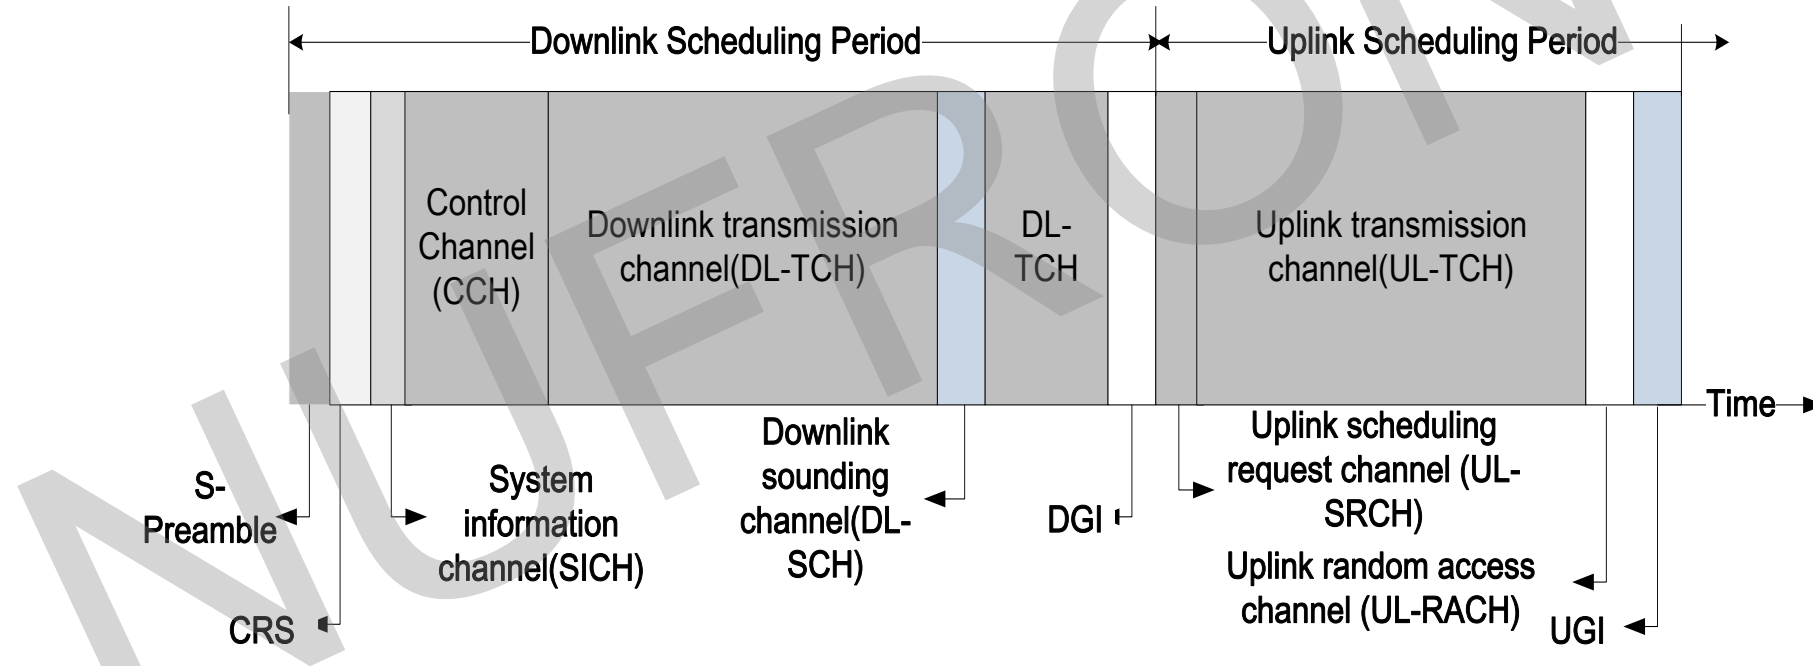 Downlink Scheduling Period
Uplink Scheduling Period
Control
Channel
(CCH)
Downlink transmission
channel(DL-TCH)
DL-
TCH
Uplink transmission
channel(UL-TCH)
Time
S-
Preamble
CRS
System
information
channel(SICH)
Downlink
sounding
channel(DL-
SCH)
DGI
Uplink scheduling
request channel (UL-
SRCH)
Uplink random access
channel (UL-RACH)
UGI
NUFRON